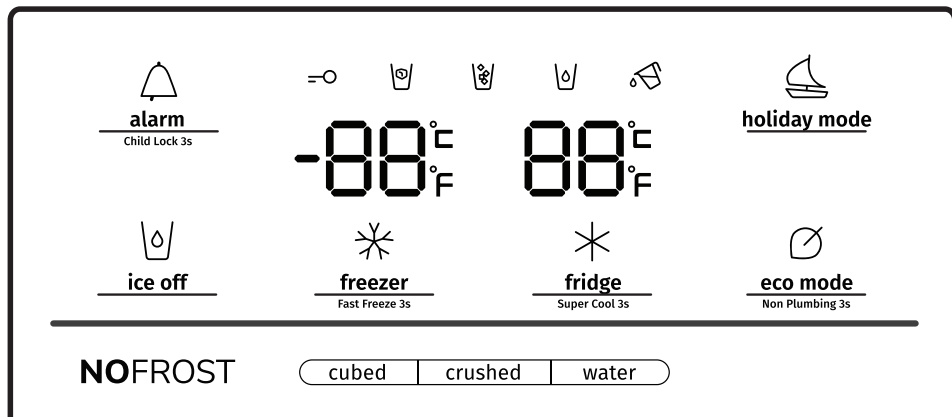 alarm
Child Lock 3s
holiday mode
-88 °C °F
88 °C °F
ice off
freezer
Fast Freeze 3s
fridge
Super Cool 3s
eco mode
Non Plumbing 3s
NOFROST
cubed
crushed
water